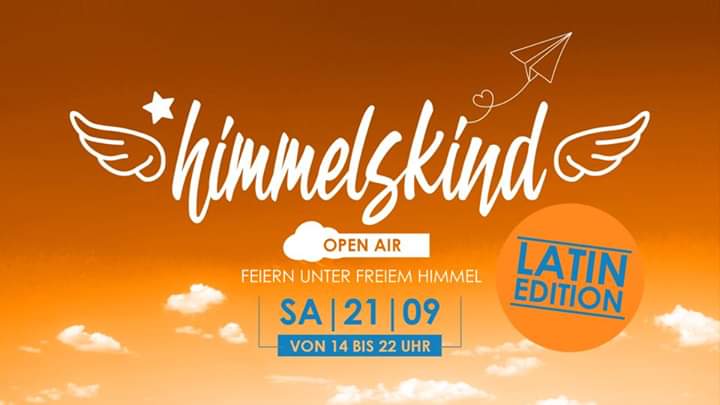 himmelskind
OPEN AIR
FEIERN UNTER FREIEM HIMMEL
SA | 21 | 09
VON 14 BIS 22 UHR
LATIN
EDITION